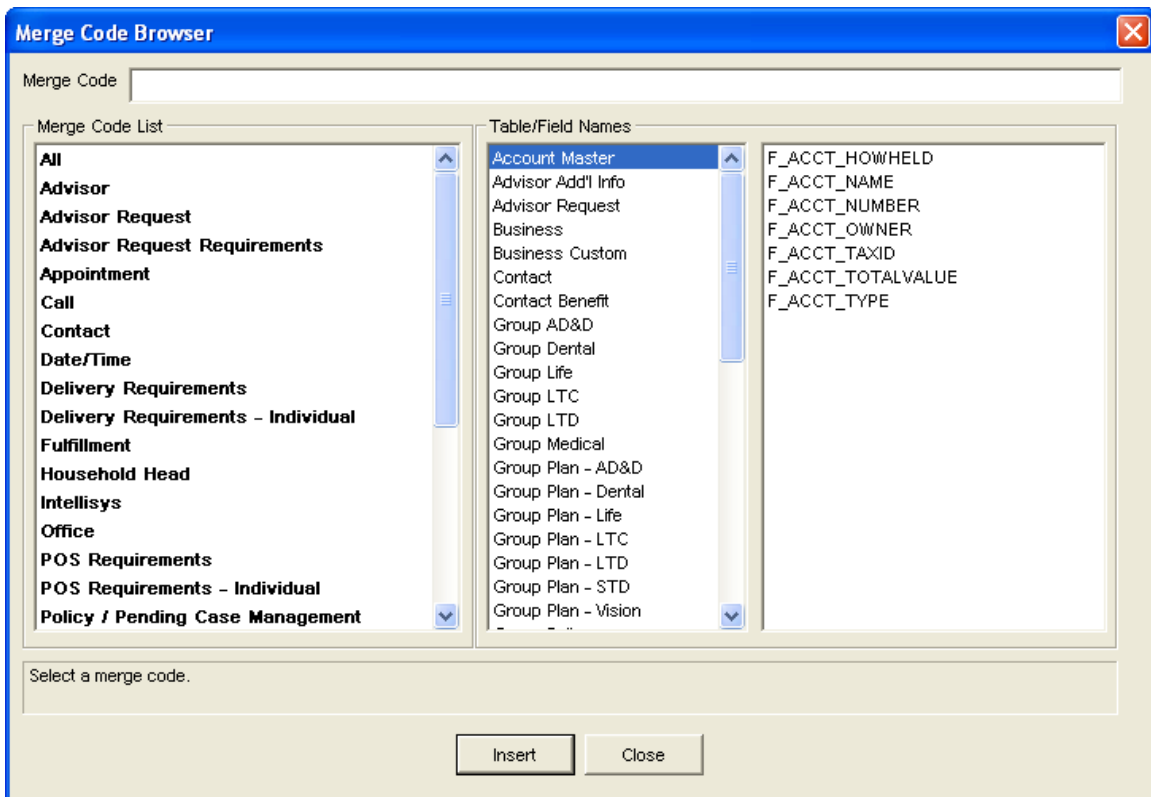 Merge Code Browser
Merge Code
Merge Code List
All
Advisor
Advisor Request
Advisor Request Requirements
Appointment
Call
Contact
Date/Time
Delivery Requirements
Delivery Requirements - Individual
Fulfillment
Household Head
Intellisys
Office
POS Requirements
POS Requirements - Individual
Policy / Pending Case Management
Table/Field Names
Account Master
Advisor Add'l Info
Advisor Request
Business
Business Custom
Contact
Contact Benefit
Group AD&D
Group Dental
Group Life
Group LTC
Group LTD
Group Medical
Group Plan - AD&D
Group Plan - Dental
Group Plan - Life
Group Plan - LTC
Group Plan - LTD
Group Plan - STD
Group Plan - Vision
F_ACCT_HOWHELD
F_ACCT_NAME
F_ACCT_NUMBER
F_ACCT_OWNER
F_ACCT_TAXID
F_ACCT_TOTALVALUE
F_ACCT_TYPE
Select a merge code.
Insert
Close